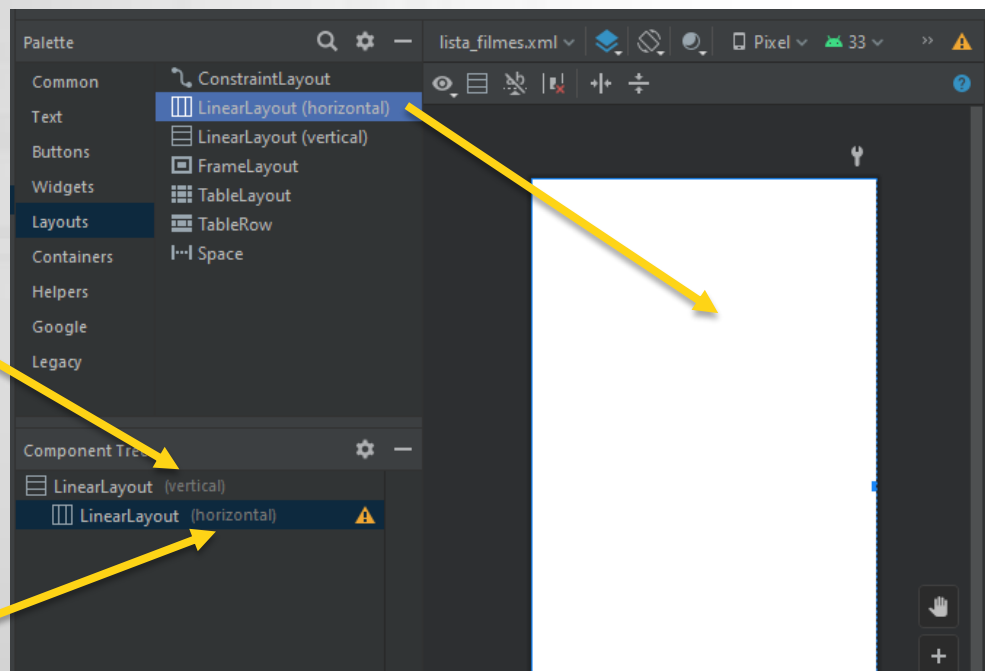 Palette
lista_filmes.xml
Pixel
33
Common
Text
Buttons
Widgets
Layouts
Containers
Helpers
Google
Legacy
ConstraintLayout
LinearLayout (horizontal)
LinearLayout (vertical)
FrameLayout
TableLayout
TableRow
Space
Component
LinearLayout (vertical)
LinearLayout (horizontal)